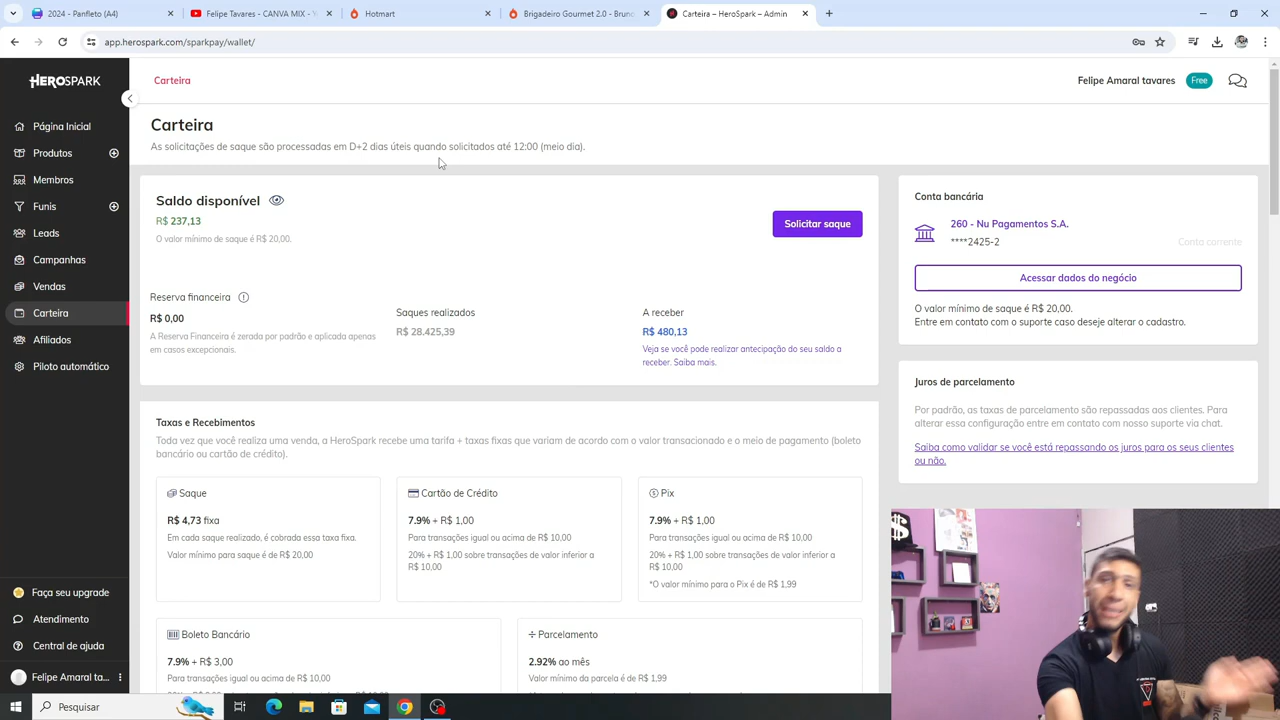 2024 - Panfleto (A4)
Felipe Tavares - CANVA MIX - Y
Hotmart
Brigadeiro Gourmet 2.0 - Bruno
Carteira – HeroSpark – Admin
app.herospark.com/sparkpay/wallet/
HEROSPARK
Carteira
Felipe Amaral tavares
Free
Página Inicial
Produtos
Membros
Funis
Leads
Campanhas
Vendas
Carteira
Afiliados
Piloto automático
Faça seu upgrade
Atendimento
Central de ajuda
Felipe Amaral ta...
Carteira
As solicitações de saque são processadas em D+2 dias úteis quando solicitados até 12:00 (meio dia).
Saldo disponível
R$ 237,13
O valor mínimo de saque é R$ 20,00.
Solicitar saque
Reserva financeira
R$ 0,00
A Reserva Financeira é zerada por padrão e aplicada apenas
em casos excepcionais.
Saques realizados
R$ 28.425,39
A receber
R$ 480,13
Veja se você pode realizar antecipação do seu saldo a
receber. Saiba mais.
Conta bancária
260 - Nu Pagamentos S.A.
****2425-2
Conta corrente
Acessar dados do negócio
O valor mínimo de saque é R$ 20,00.
Entre em contato com o suporte caso deseje alterar o cadastro.
Juros de parcelamento
Por padrão, as taxas de parcelamento são repassadas aos clientes. Para
alterar essa configuração entre em contato com nosso suporte via chat.
Saiba como validar se você está repassando os juros para os seus clientes
ou não.
Taxas e Recebimentos
Toda vez que você realiza uma venda, a HeroSpark recebe uma tarifa + taxas fixas que variam de acordo com o valor transacionado e o meio de pagamento (boleto
bancário ou cartão de crédito).
Saque
R$ 4,73 fixa
Em cada saque realizado, é cobrada essa taxa fixa.
Valor mínimo para saque é de R$ 20,00
Cartão de Crédito
7.9% + R$ 1,00
Para transações igual ou acima de R$ 10,00
20% + R$ 1,00 sobre transações de valor inferior a
R$ 10,00
Pix
7.9% + R$ 1,00
Para transações igual ou acima de R$ 10,00
20% + R$ 1,00 sobre transações de valor inferior a
R$ 10,00
*O valor mínimo para o Pix é de R$ 1,99
Boleto Bancário
7.9% + R$ 3,00
Para transações igual ou acima de R$ 10,00
Parcelamento
2.92% ao mês
Valor mínimo da parcela é de R$ 1,99
Pesquisar